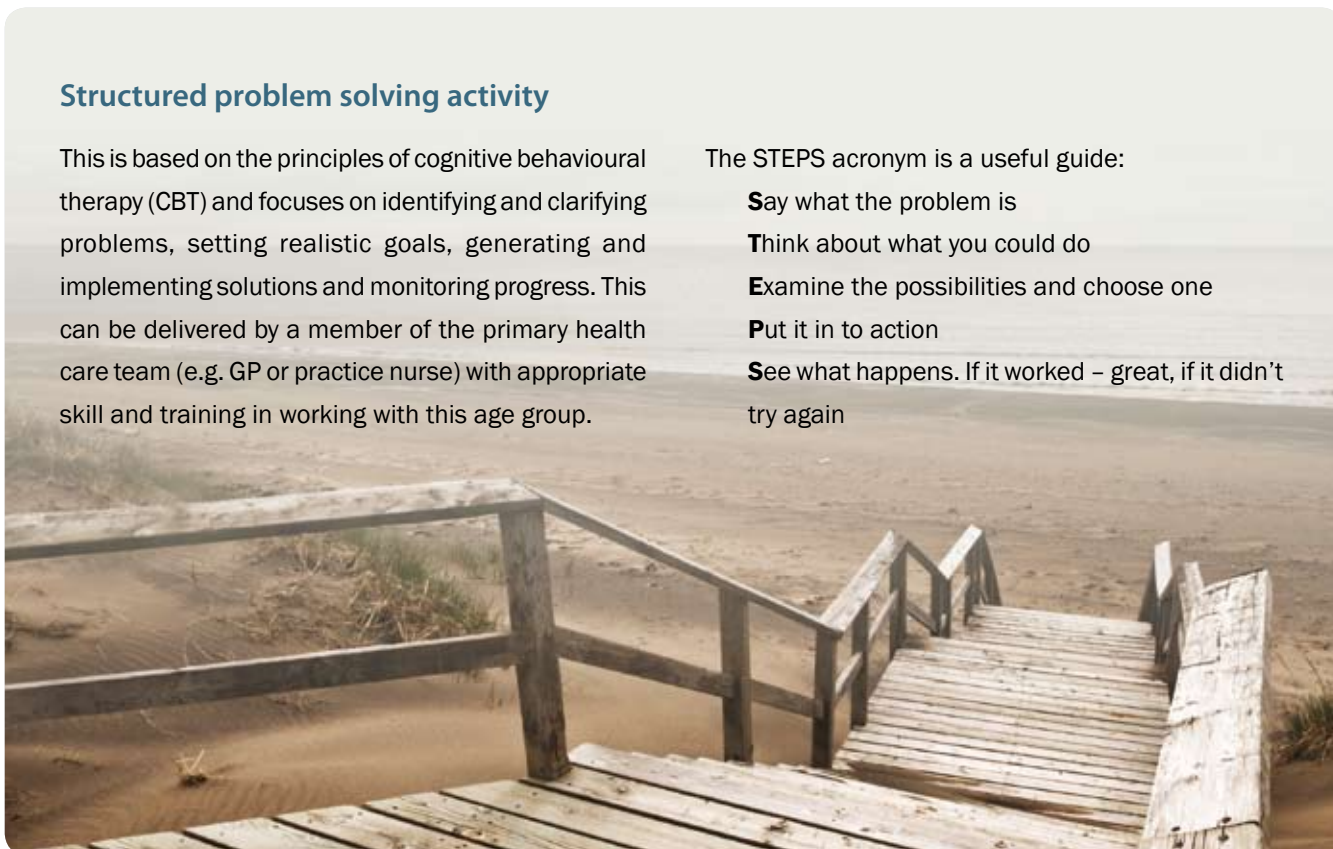 Structured problem solving activity
This is based on the principles of cognitive behavioural
therapy (CBT) and focuses on identifying and clarifying
problems, setting realistic goals, generating and
implementing solutions and monitoring progress. This
can be delivered by a member of the primary health
care team (e.g. GP or practice nurse) with appropriate
skill and training in working with this age group.
The STEPS acronym is a useful guide:
Say what the problem is
Think about what you could do
Examine the possibilities and choose one
Put it in to action
See what happens. If it worked – great, if it didn’t
try again